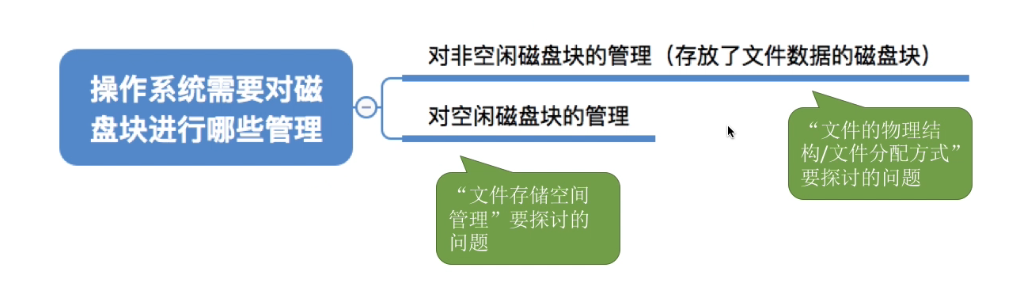 操作系统需要对磁
盘块进行哪些管理
对非空闲磁盘块的管理（存放了文件数据的磁盘块）
对空闲磁盘块的管理
“文件的物理结
构/文件分配方式”
要探讨的问题
“文件存储空间
管理”要探讨的
问题